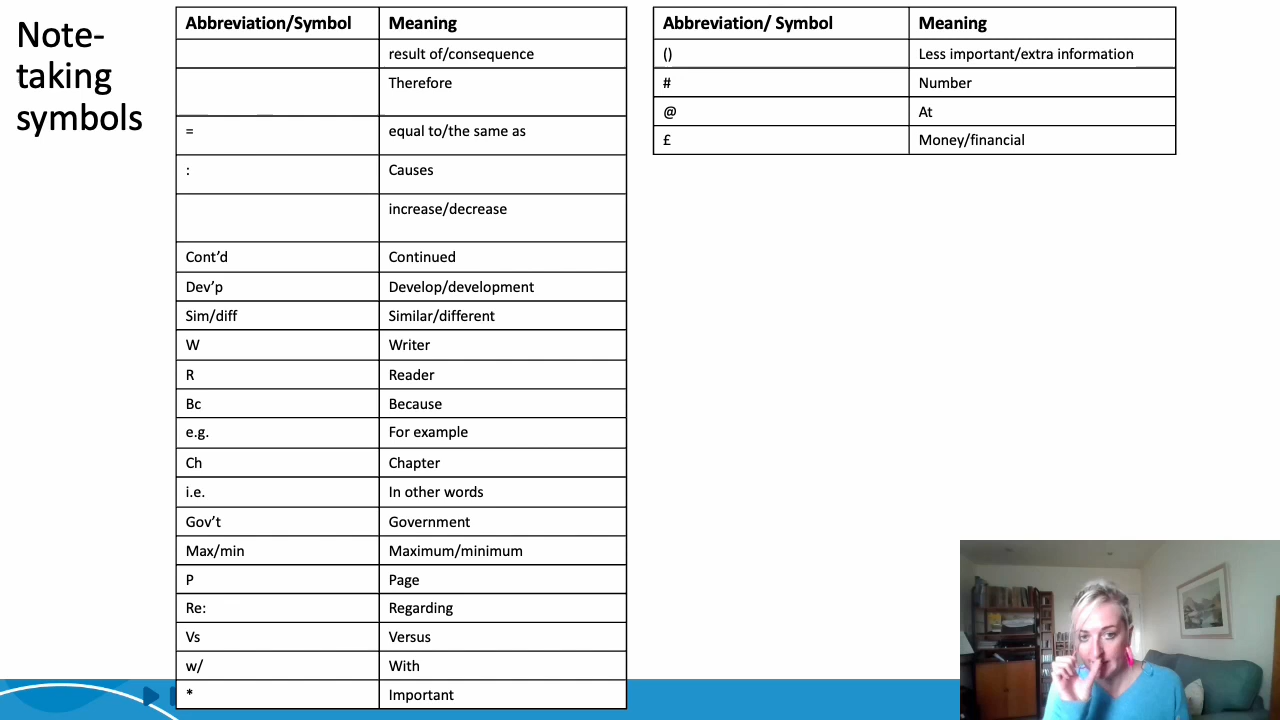 Note-
taking
symbols
Abbreviation/Symbol Meaning
result of/consequence
Therefore
= equal to/the same as
: Causes
increase/decrease
Cont’d Continued
Dev’p Develop/development
Sim/diff Similar/different
W Writer
R Reader
Bc Because
e.g. For example
Ch Chapter
i.e. In other words
Gov’t Government
Max/min Maximum/minimum
P Page
Re: Regarding
Vs Versus
w/ With
* Important
Abbreviation/ Symbol Meaning
() Less important/extra information
# Number
@ At
£ Money/financial